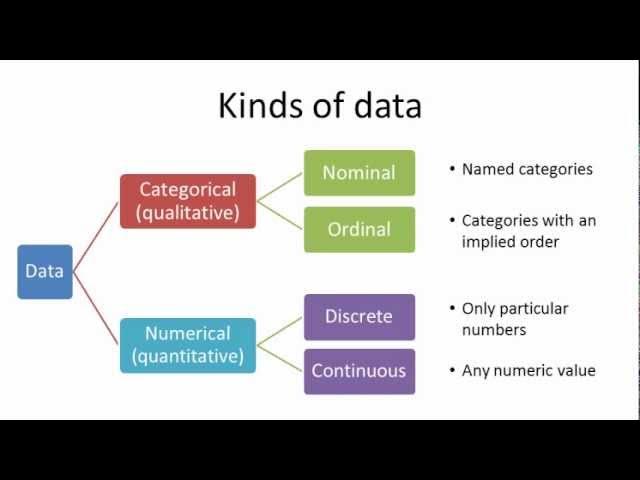 Kinds of data
Data
Categorical
(qualitative)
Nominal
• Named categories
Ordinal
• Categories with an
implied order
Numerical
(quantitative)
Discrete
• Only particular
numbers
Continuous
• Any numeric value